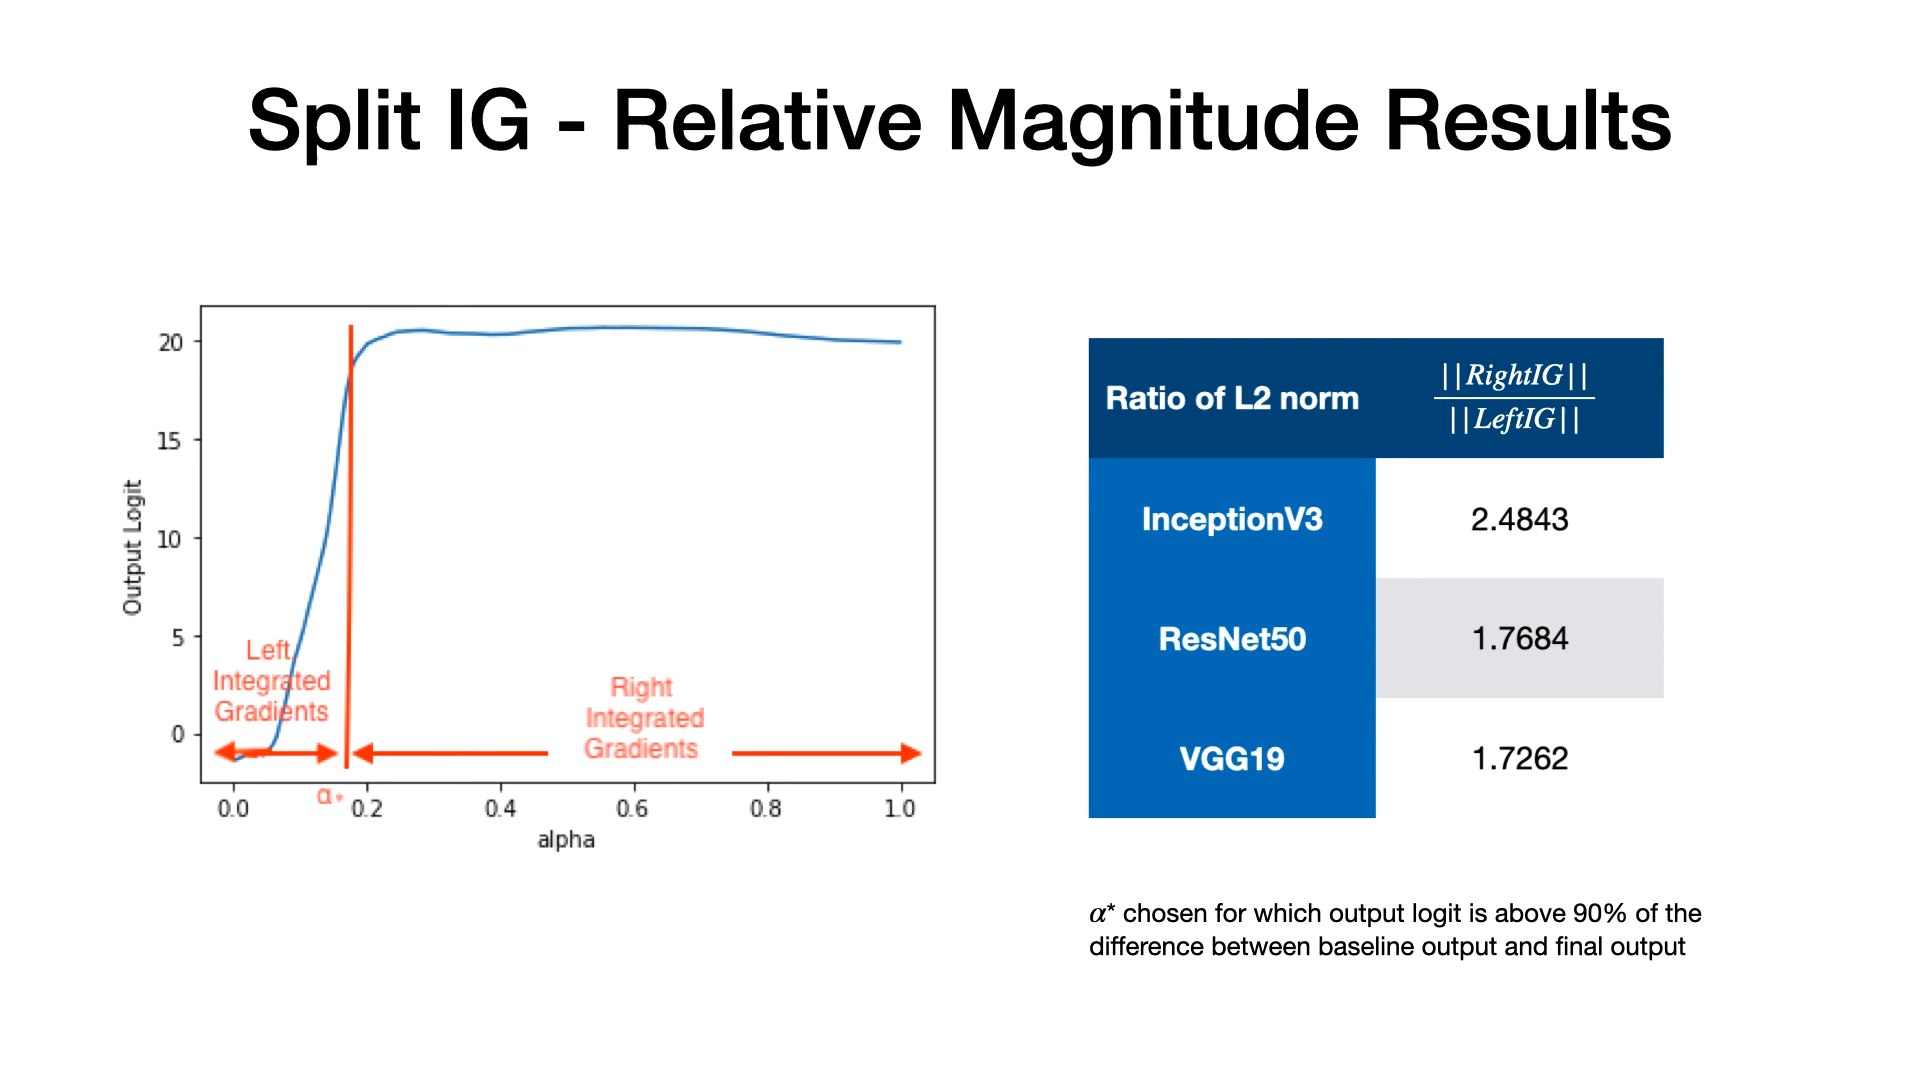 Split IG - Relative Magnitude Results
20
15
10
5
0
Output Logit
Left
Integrated
Gradients
Right
Integrated
Gradients
α*
0.0
0.2
0.4
0.6
0.8
1.0
alpha
Ratio of L2 norm
||RightIG||
||LeftIG||
InceptionV3
2.4843
ResNet50
1.7684
VGG19
1.7262
α* chosen for which output logit is above 90% of the
difference between baseline output and final output